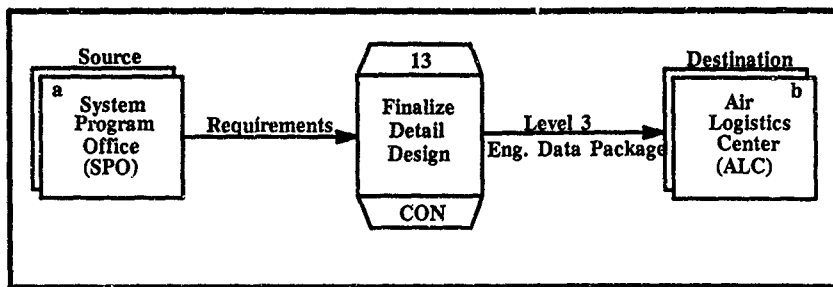 Source
a
System
Program
Office
(SPO)
Requirements
13
Finalize
Detail
Design
CON
Level 3
Eng. Data Package
Destination
b
Air
Logistics
Center
(ALC)